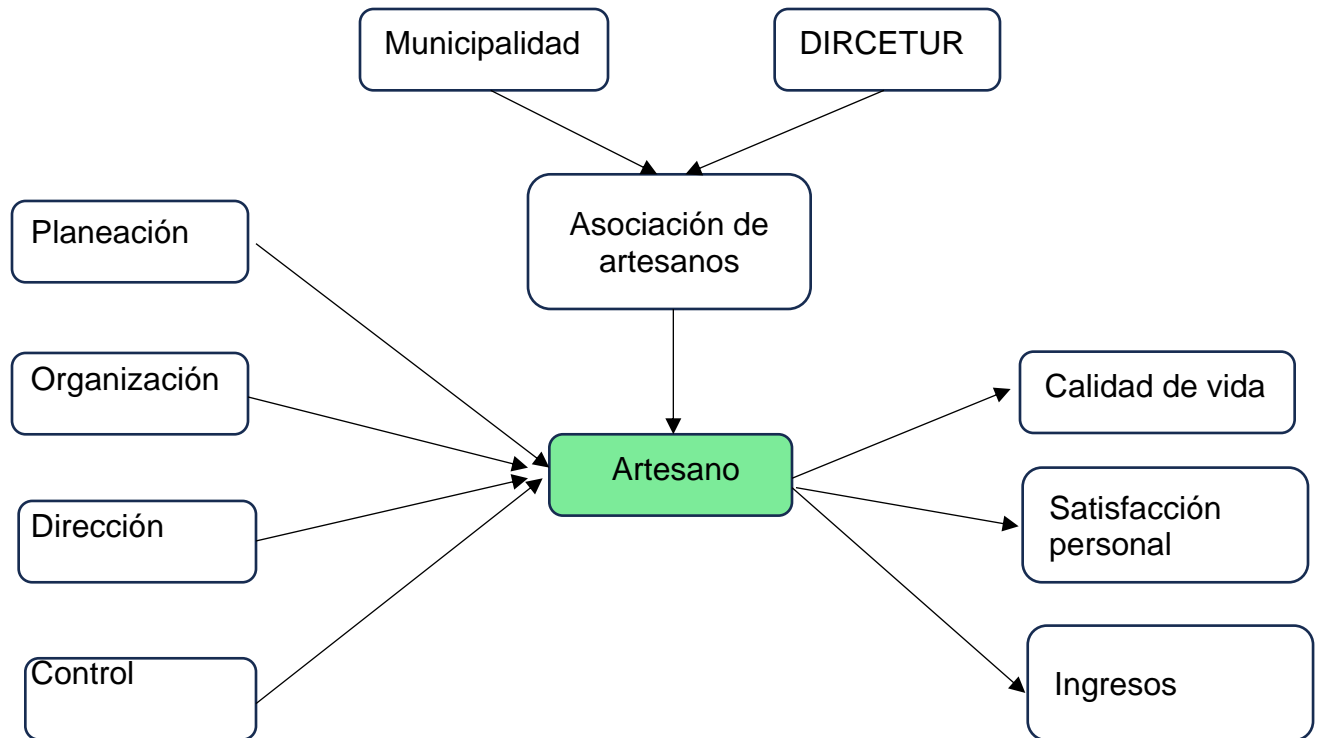 Municipalidad
DIRCETUR
Asociación de
artesanos
Planeación
Organización
Dirección
Control
Artesano
Calidad de vida
Satisfacción
personal
Ingresos